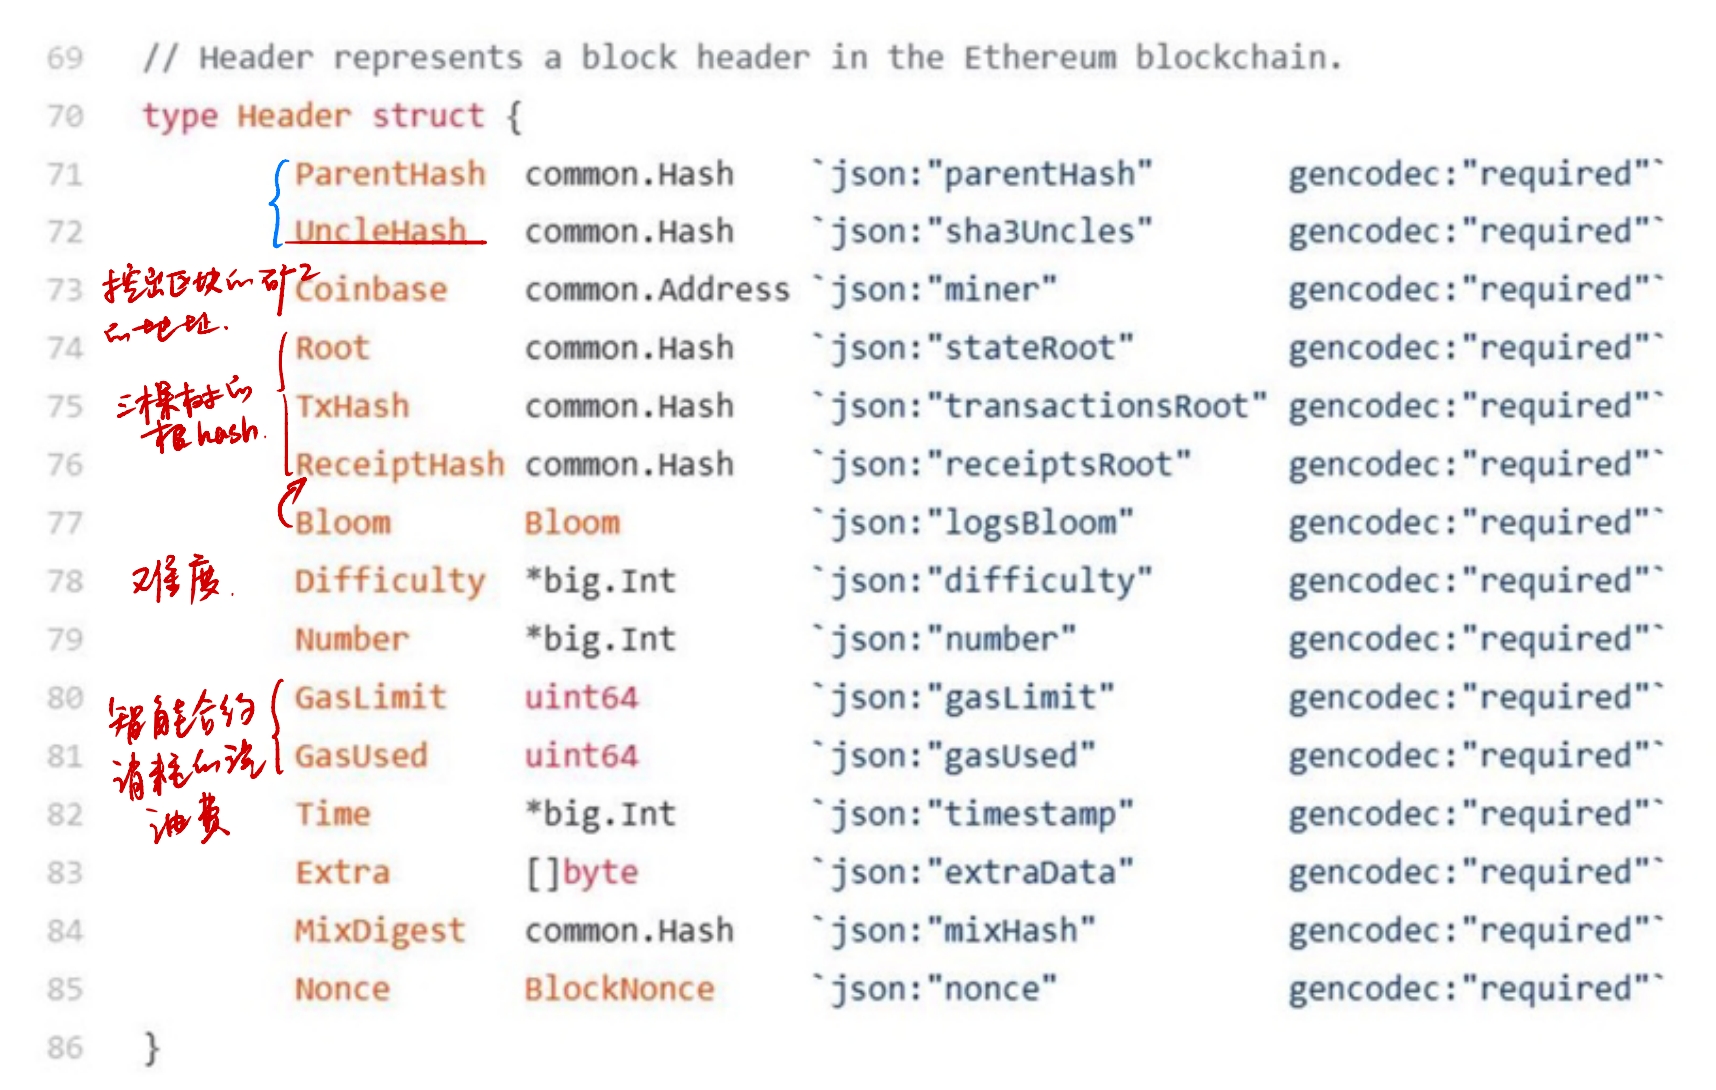 69 // Header represents a block header in the Ethereum blockchain.
70 type Header struct {
71 ParentHash common.Hash `json:"parentHash" gencodec:"required"`
72 UncleHash common.Hash `json:"sha3Uncles" gencodec:"required"`
挖出区块的矿工
73 Coinbase common.Address `json:"miner" gencodec:"required"`
的地址.
74 Root common.Hash `json:"stateRoot" gencodec:"required"`
三棵树的
75 TxHash common.Hash `json:"transactionsRoot" gencodec:"required"`
根hash.
76 ReceiptHash common.Hash `json:"receiptsRoot" gencodec:"required"`
77 Bloom Bloom `json:"logsBloom" gencodec:"required"`
难度.
78 Difficulty *big.Int `json:"difficulty" gencodec:"required"`
79 Number *big.Int `json:"number" gencodec:"required"`
80 GasLimit uint64 `json:"gasLimit" gencodec:"required"`
智能合约
81 GasUsed uint64 `json:"gasUsed" gencodec:"required"`
消耗的汽
82 Time *big.Int `json:"timestamp" gencodec:"required"`
油费
83 Extra []byte `json:"extraData" gencodec:"required"`
84 MixDigest common.Hash `json:"mixHash" gencodec:"required"`
85 Nonce BlockNonce `json:"nonce" gencodec:"required"`
86 }